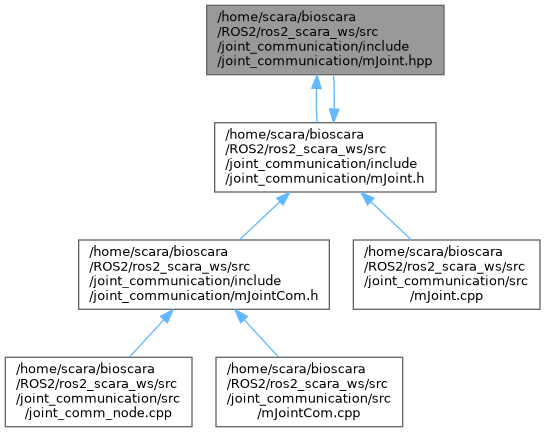 /home/scara/bioscara
/ROS2/ros2_scara_ws/src
/joint_communication/include
/joint_communication/mJoint.hpp
/home/scara/bioscara
/ROS2/ros2_scara_ws/src
/joint_communication/include
/joint_communication/mJoint.h
/home/scara/bioscara
/ROS2/ros2_scara_ws/src
/joint_communication/include
/joint_communication/mJointCom.h
/home/scara/bioscara
/ROS2/ros2_scara_ws/src
/joint_communication/src
/mJoint.cpp
/home/scara/bioscara
/ROS2/ros2_scara_ws/src
/joint_communication/src
/joint_comm_node.cpp
/home/scara/bioscara
/ROS2/ros2_scara_ws/src
/joint_communication/src
/mJointCom.cpp